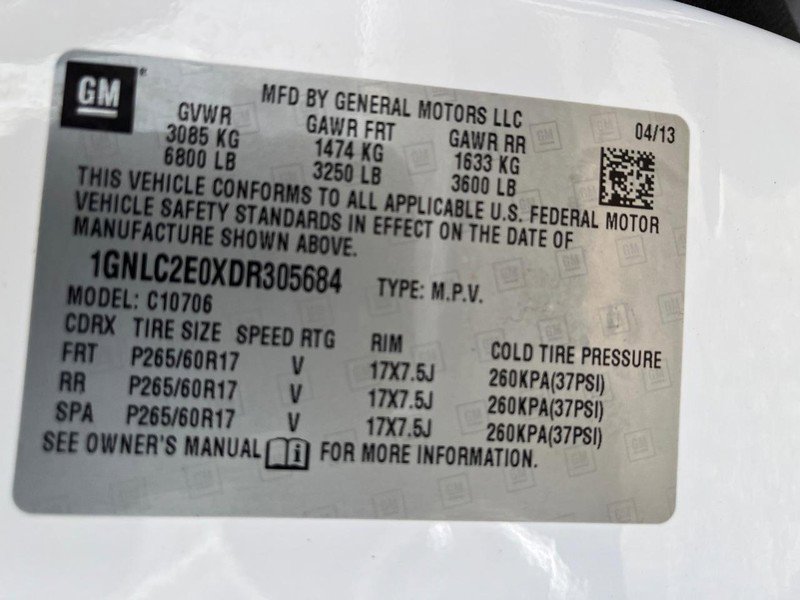 GM
MFD BY GENERAL MOTORS LLC 04/13
GVWR GAWR FRT GAWR RR
3085 KG 1474 KG 1633 KG
6800 LB 3250 LB 3600 LB
THIS VEHICLE CONFORMS TO ALL APPLICABLE U.S. FEDERAL MOTOR
VEHICLE SAFETY STANDARDS IN EFFECT ON THE DATE OF
MANUFACTURE SHOWN ABOVE.
1GNLC2E0XDR305684 TYPE: M.P.V.
MODEL: C10706
CDRX TIRE SIZE SPEED RTG RIM COLD TIRE PRESSURE
FRT P265/60R17 V 17X7.5J 260KPA(37PSI)
RR P265/60R17 V 17X7.5J 260KPA(37PSI)
SPA P265/60R17 V 17X7.5J 260KPA(37PSI)
SEE OWNER'S MANUAL i FOR MORE INFORMATION.